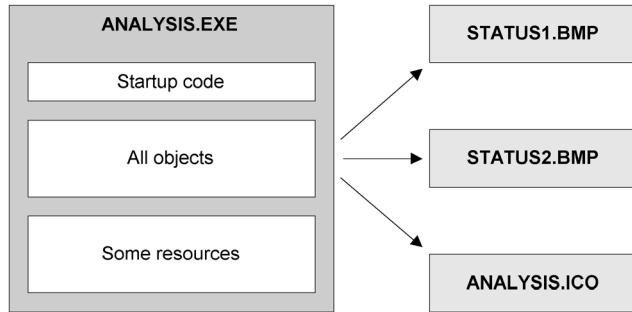 ANALYSIS.EXE
Startup code
All objects
Some resources
STATUS1.BMP
STATUS2.BMP
ANALYSIS.ICO